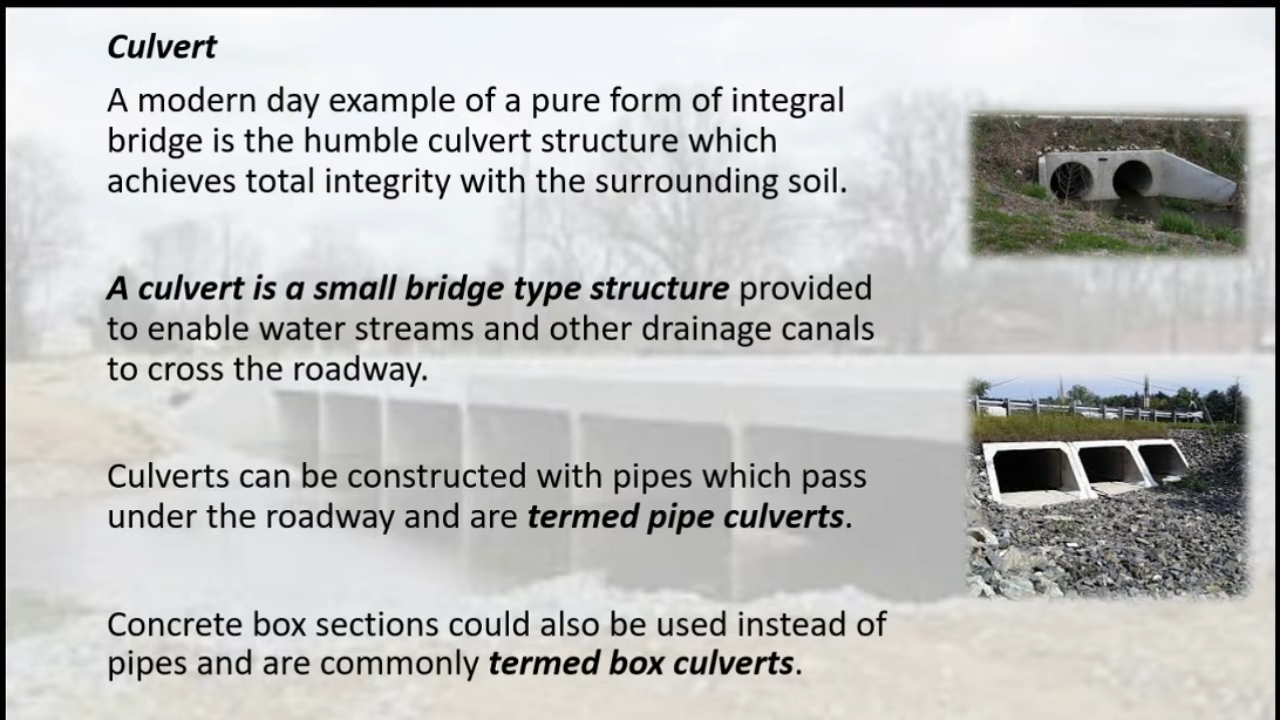 Culvert
A modern day example of a pure form of integral
bridge is the humble culvert structure which
achieves total integrity with the surrounding soil.
A culvert is a small bridge type structure provided
to enable water streams and other drainage canals
to cross the roadway.
Culverts can be constructed with pipes which pass
under the roadway and are termed pipe culverts.
Concrete box sections could also be used instead of
pipes and are commonly termed box culverts.